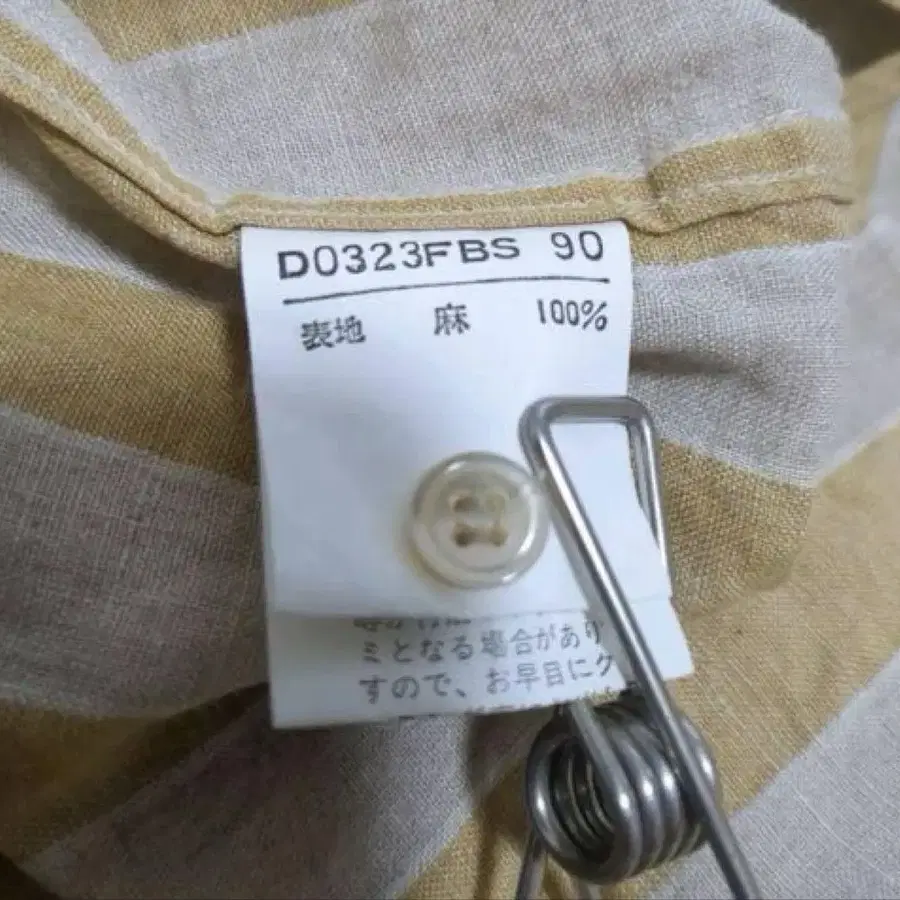 D0323FBS 90
表地 麻 100%
ミとなる場合があり
すので、お早目にク